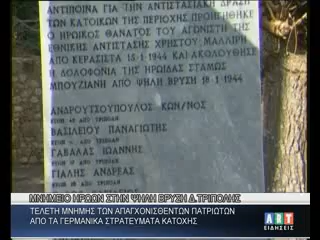 ΑΝΤΙΠΟΙΝΑ ΓΙΑ ΤΗΝ ΑΝΤΙΣΤΑΣΙΑΚΗ ΔΡΑΣΗ
ΤΩΝ ΚΑΤΟΙΚΩΝ ΤΗΣ ΠΕΡΙΟΧΗΣ ΠΡΟΗΓΗΘΗΚΕ
Ο ΗΡΩΙΚΟΣ ΘΑΝΑΤΟΣ ΤΟΥ ΑΓΩΝΙΣΤΗ ΤΗΣ
ΕΘΝΙΚΗΣ ΑΝΤΙΣΤΑΣΗΣ ΧΡΗΣΤΟΥ ΜΑΛΛΙΡΗ
ΑΠΟ ΚΕΡΑΣΙΤΣΑ 15-1-1944 ΚΑΙ ΑΚΟΛΟΥΘΗΣΕ
Η ΔΟΛΟΦΟΝΙΑ ΤΗΣ ΗΡΩΙΔΑΣ ΣΤΑΜΩΣ
ΜΠΟΥΖΙΑΝΗ ΑΠΟ ΨΗΛΗ ΒΡΥΣΗ 18-1-1944
ΑΝΔΡΟΥΤΣΟΠΟΥΛΟΣ ΚΩΝ/ΝΟΣ
ΒΑΣΙΛΕΙΟΥ ΠΑΝΑΓΙΩΤΗΣ
ΓΑΒΑΛΑΣ ΙΩΑΝΝΗΣ
ΓΙΑΛΗΣ ΑΝΔΡΕΑΣ
ΜΝΗΜΕΙΟ ΗΡΩΩΝ ΣΤΗΝ ΨΗΛΗ ΒΡΥΣΗ Δ.ΤΡΙΠΟΛΗΣ
ΤΕΛΕΤΗ ΜΝΗΜΗΣ ΤΩΝ ΑΠΑΓΧΟΝΙΣΘΕΝΤΩΝ ΠΑΤΡΙΩΤΩΝ
ΑΠΟ ΤΑ ΓΕΡΜΑΝΙΚΑ ΣΤΡΑΤΕΥΜΑΤΑ ΚΑΤΟΧΗΣ
ART
ΕΙΔΗΣΕΙΣ